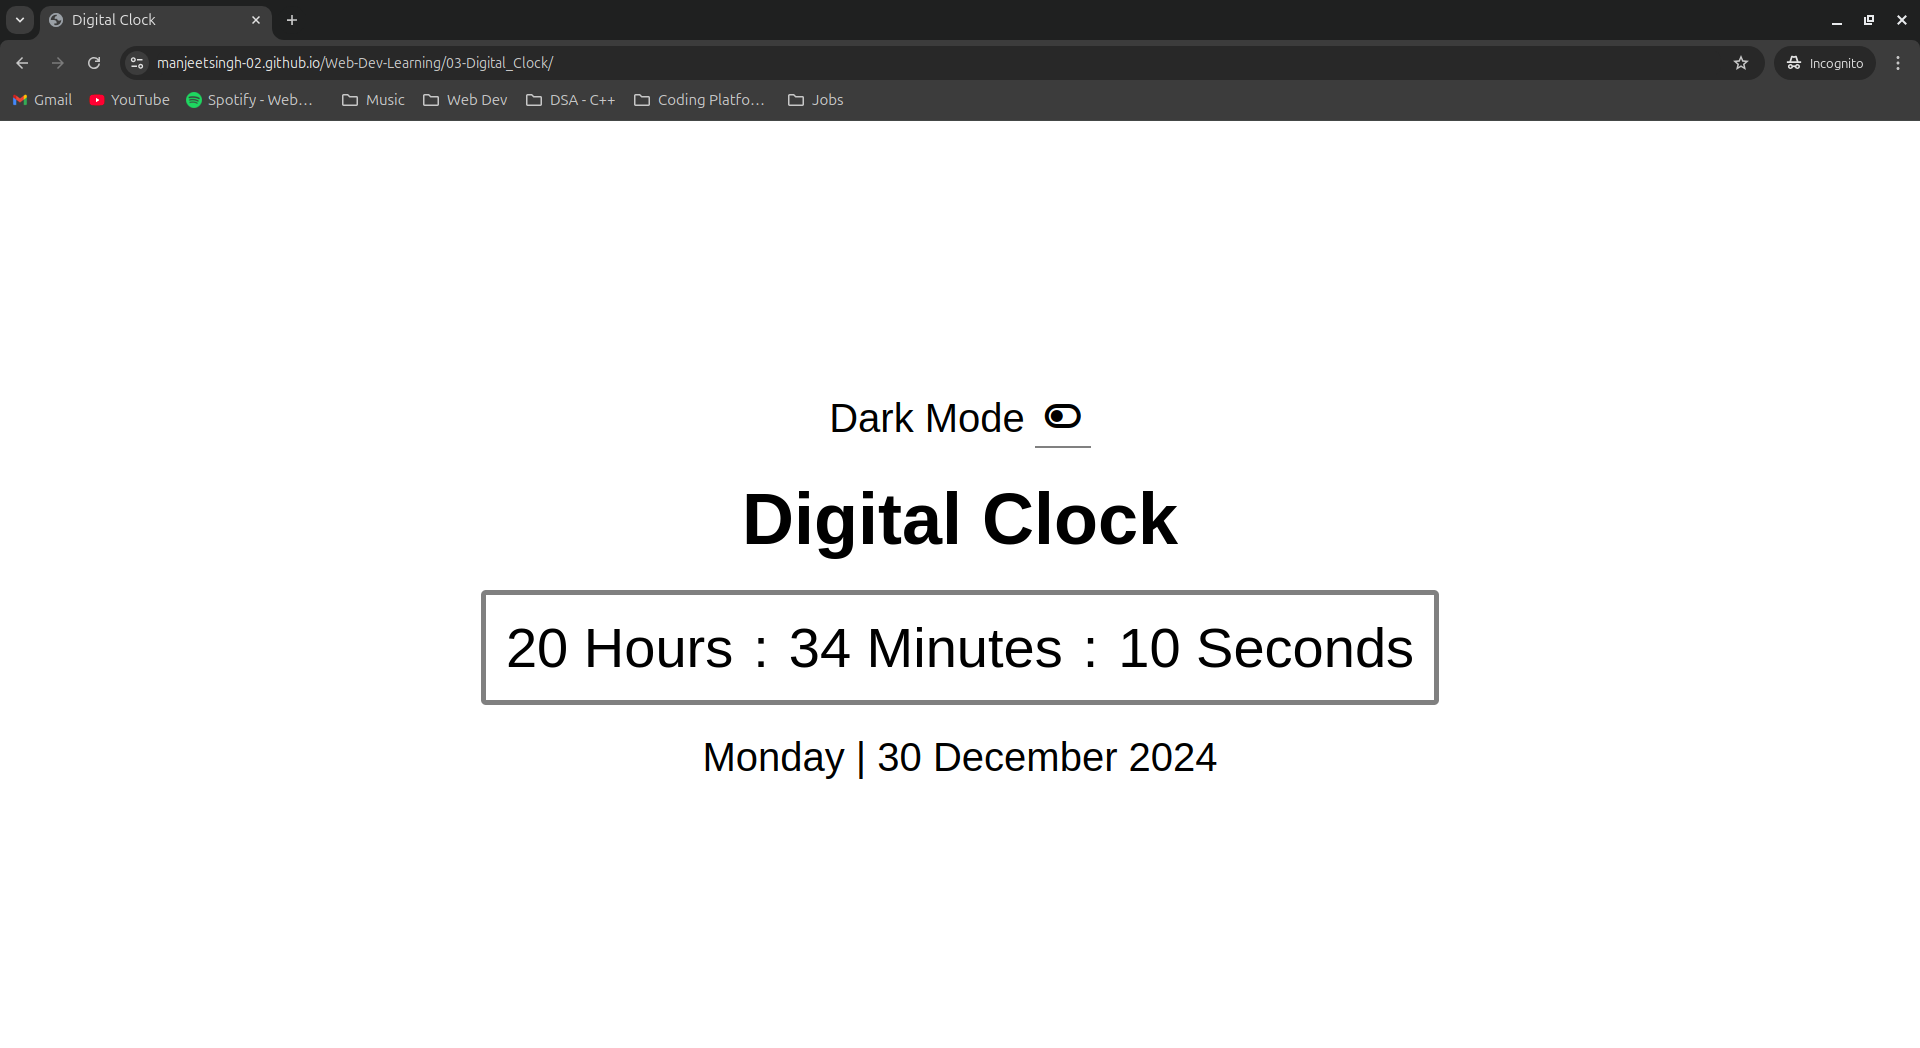 Digital Clock
manjeetsingh-02.github.io/Web-Dev-Learning/03-Digital_Clock/
Incognito
Gmail YouTube Spotify - Web... Music Web Dev DSA - C++ Coding Platfo... Jobs
Dark Mode
Digital Clock
20 Hours : 34 Minutes : 10 Seconds
Monday | 30 December 2024